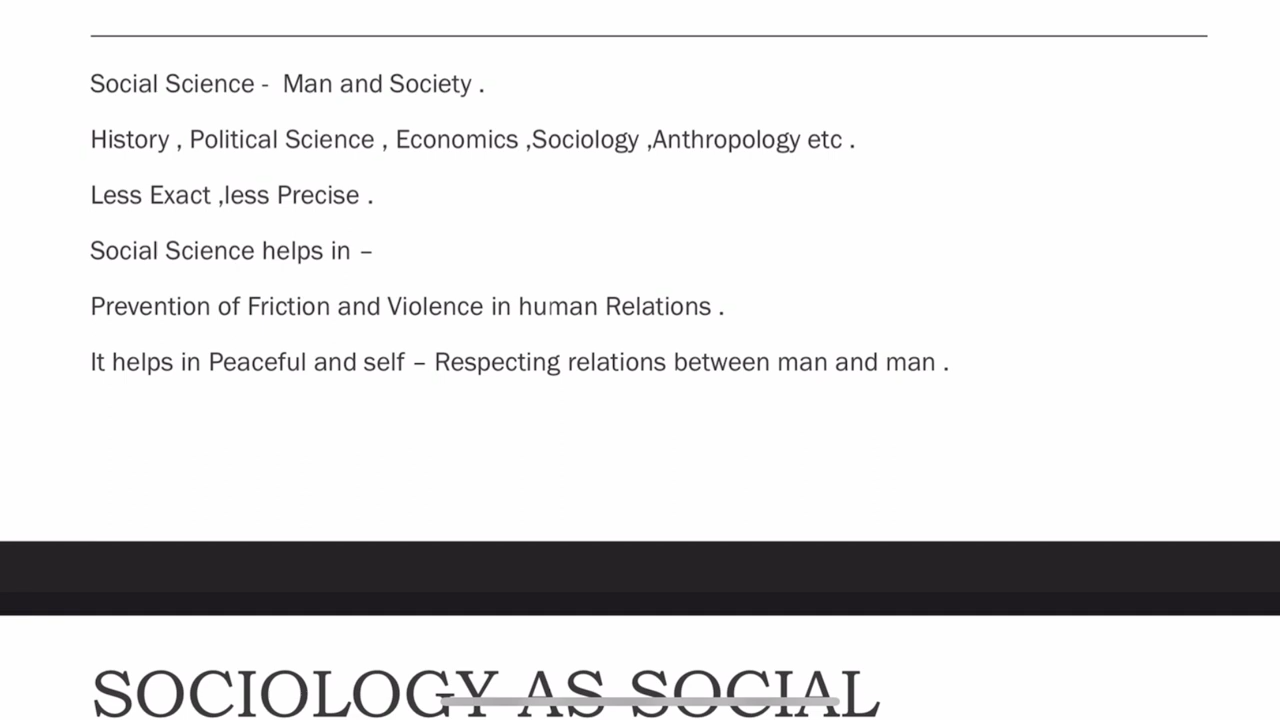 Social Science -  Man and Society .
History , Political Science , Economics ,Sociology ,Anthropology etc .
Less Exact ,less Precise .
Social Science helps in –
Prevention of Friction and Violence in human Relations .
It helps in Peaceful and self – Respecting relations between man and man .
SOCIOLOGY AS SOCIAL